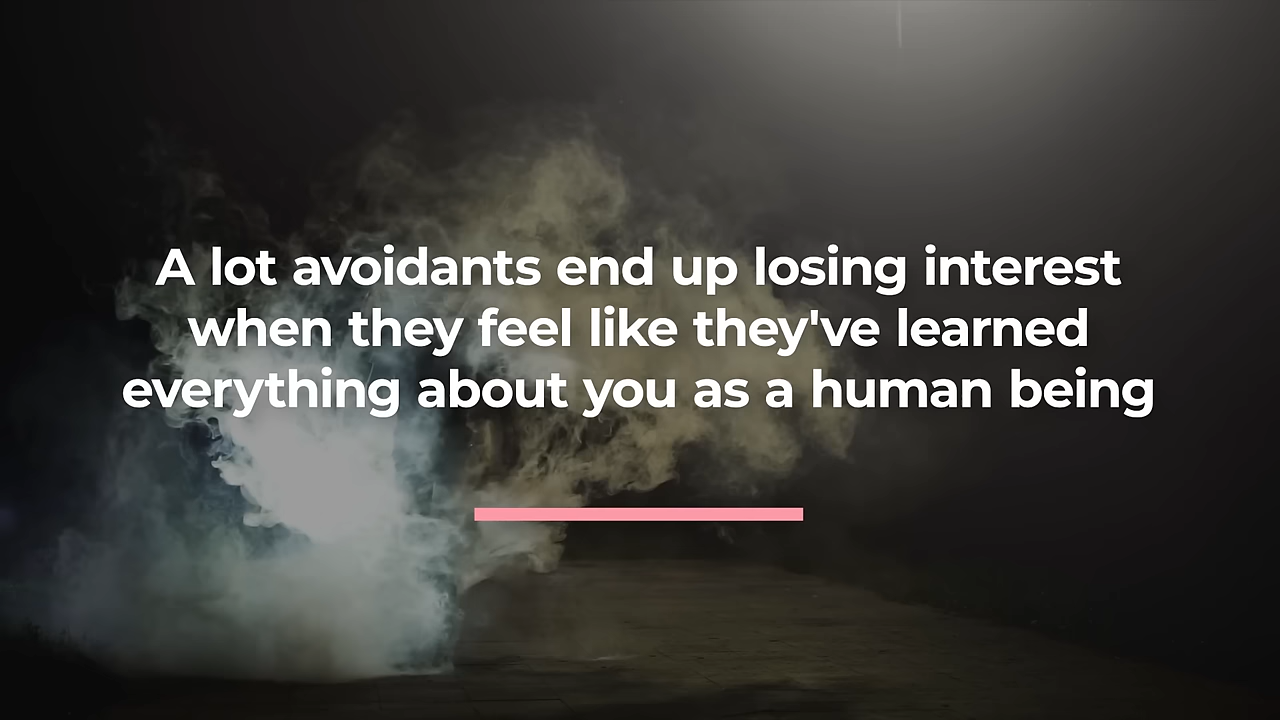 A lot avoidants end up losing interest
when they feel like they've learned
everything about you as a human being